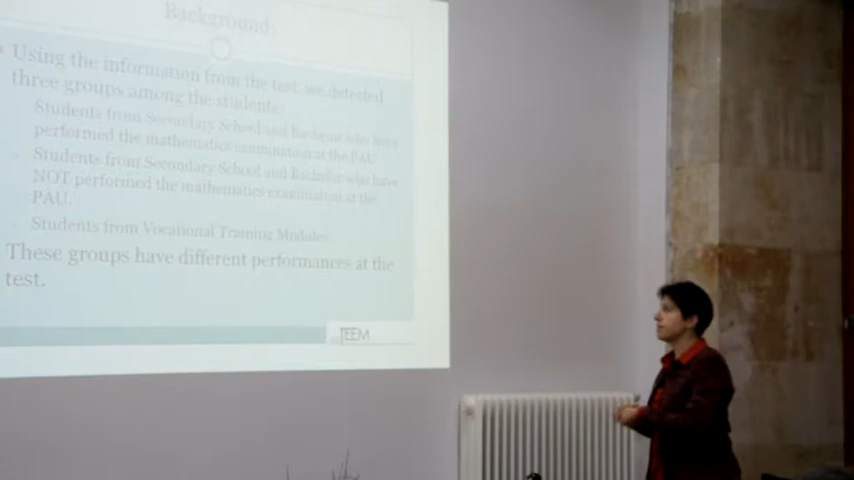 Background
Using the information from the test, we detected
three groups among the students:
Students from Secondary School and Bachelor who have
performed the mathematics examination at the PAU.
Students from Secondary School and Bachelor who have
NOT performed the mathematics examination at the
PAU.
Students from Vocational Training Modules
These groups have different performances at the
test.
TEEM